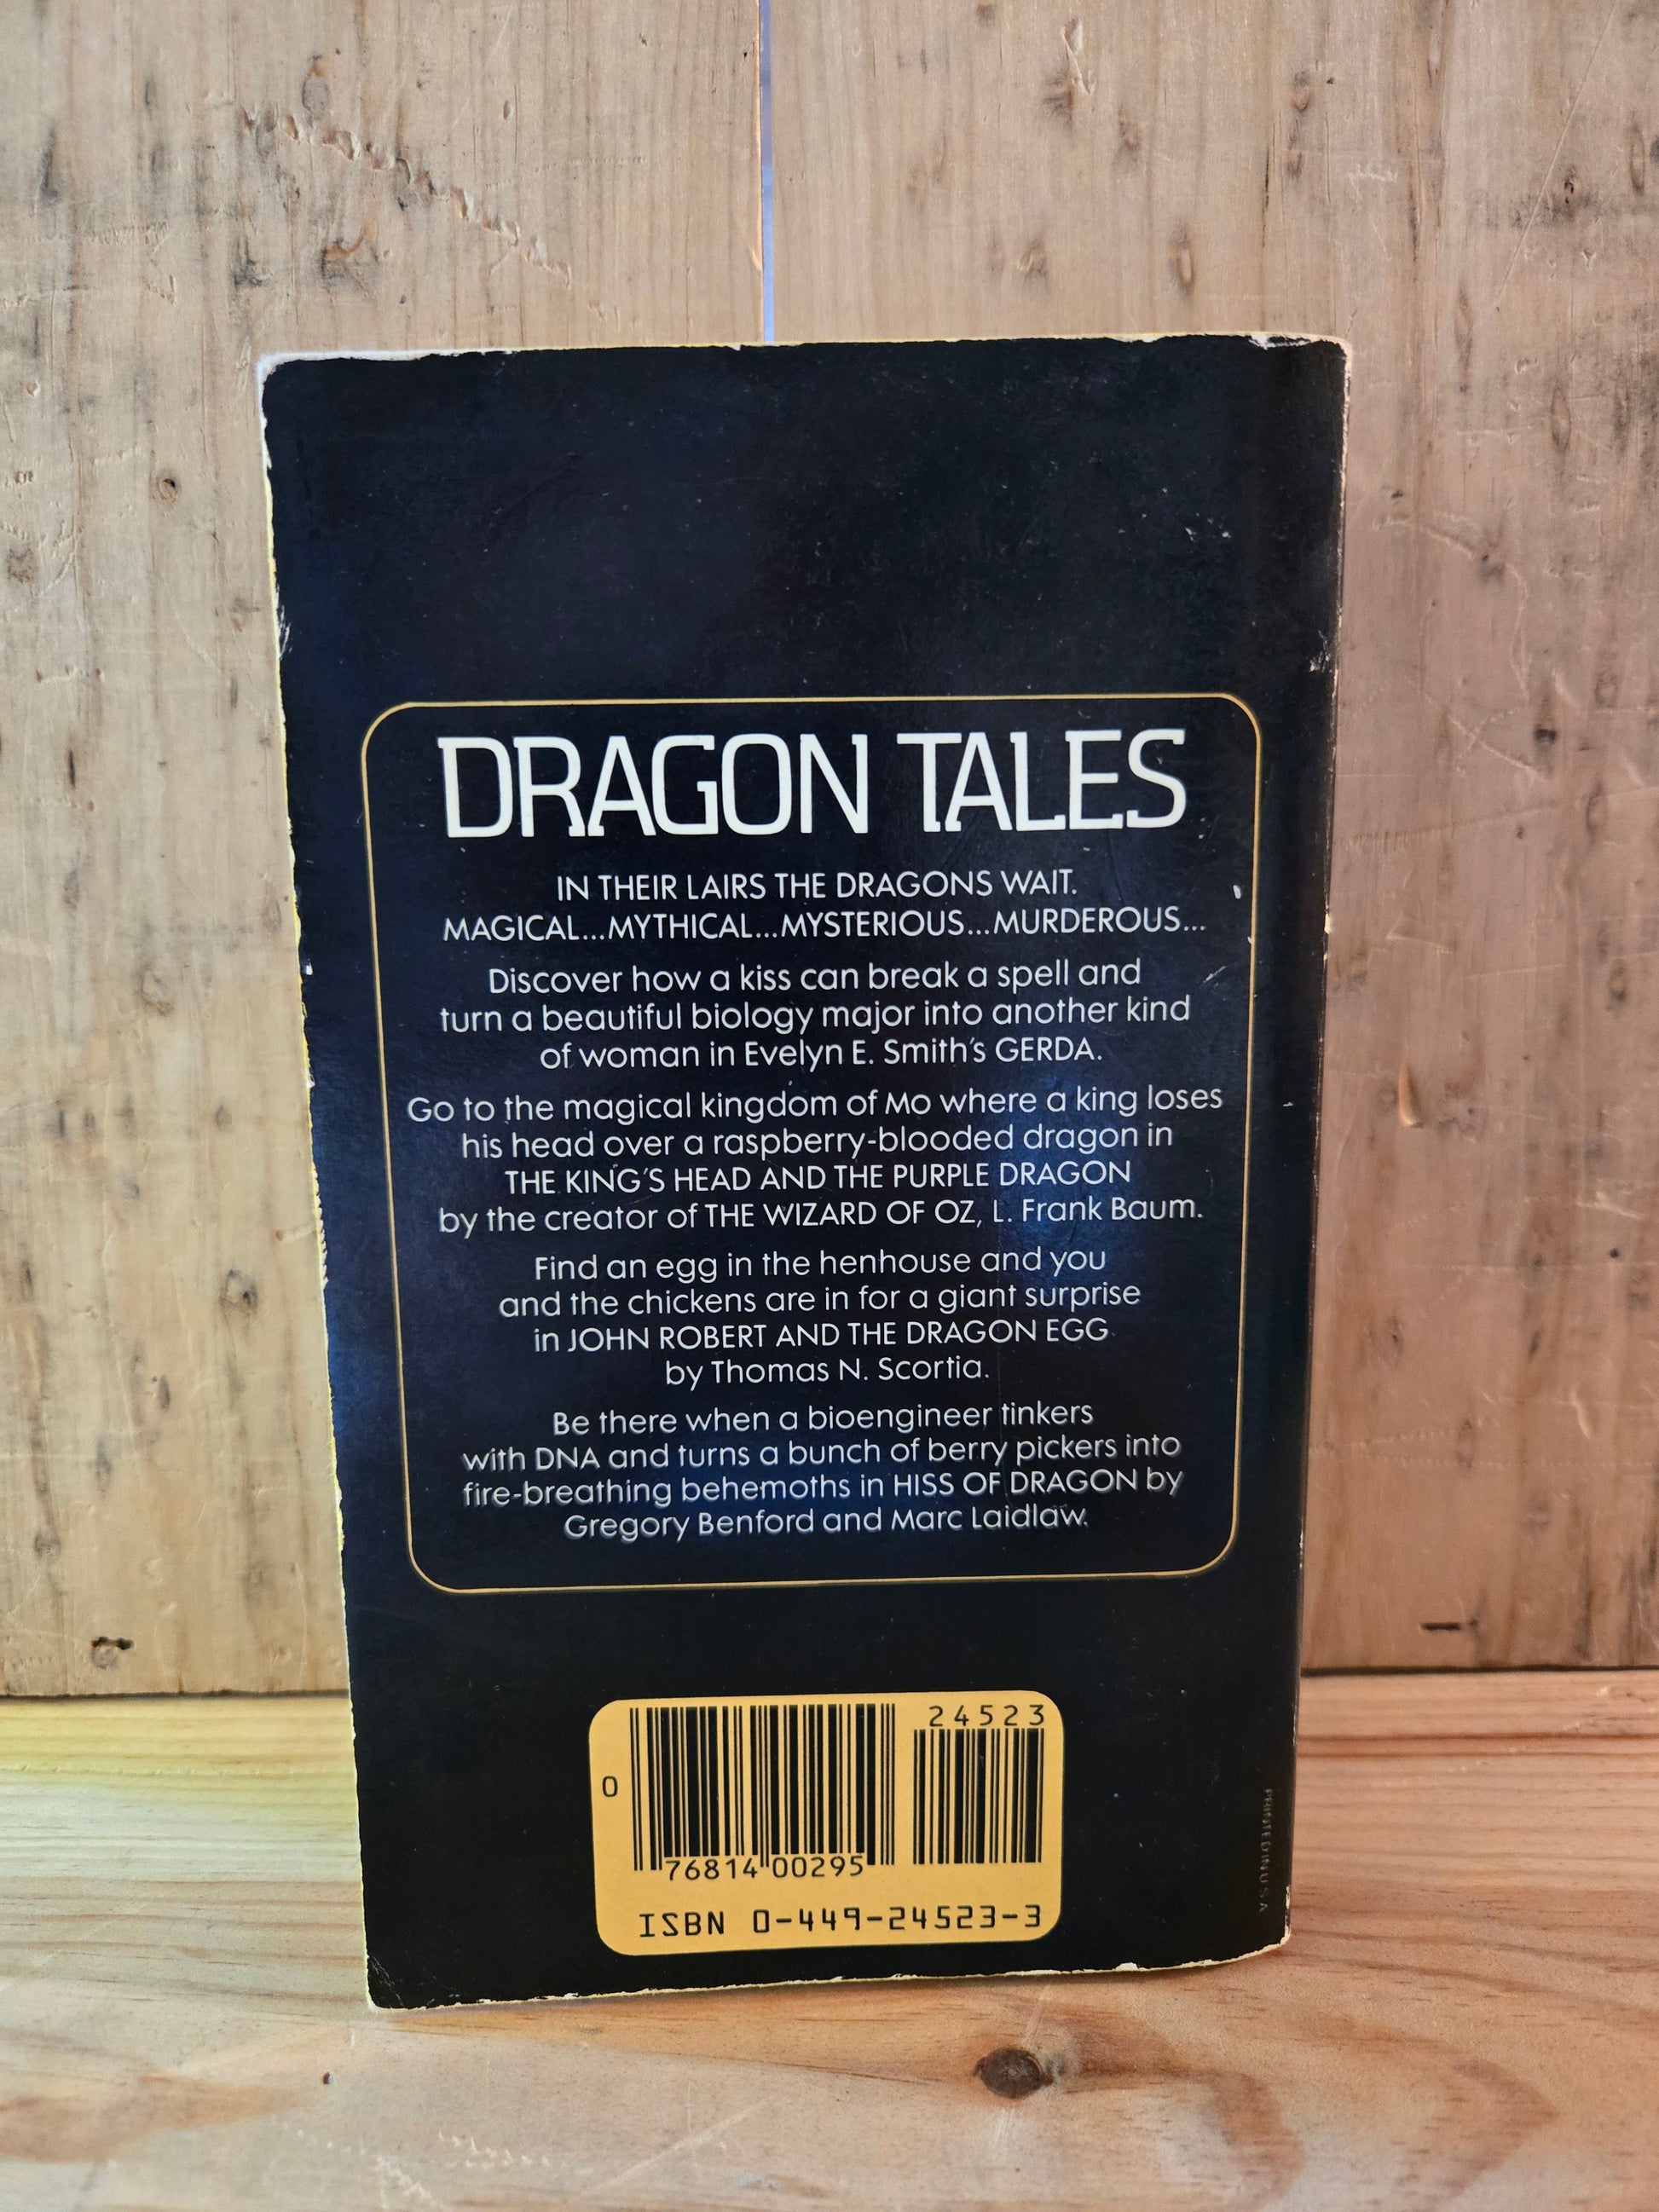 DRAGON TALES
IN THEIR LAIRS THE DRAGONS WAIT.
MAGICAL...MYTHICAL...MYSTERIOUS...MURDEROUS...
Discover how a kiss can break a spell and
turn a beautiful biology major into another kind
of woman in Evelyn E. Smith's GERDA.
Go to the magical kingdom of Mo where a king loses
his head over a raspberry-blooded dragon in
THE KING'S HEAD AND THE PURPLE DRAGON
by the creator of THE WIZARD OF OZ, L. Frank Baum.
Find an egg in the henhouse and you
and the chickens are in for a giant surprise
in JOHN ROBERT AND THE DRAGON EGG
by Thomas N. Scortia.
Be there when a bioengineer tinkers
with DNA and turns a bunch of berry pickers into
fire-breathing behemoths in HISS OF DRAGON by
Gregory Benford and Marc Laidlaw.
24523
0
76814 00295
ISBN 0-449-24523-3
PRINTED IN U.S.A.